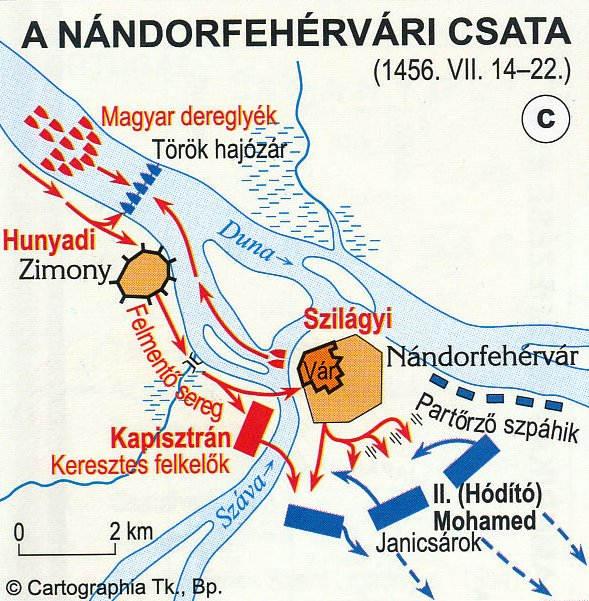 A NÁNDORFEHÉRVÁRI CSATA
(1456. VII. 14–22.)
C
Magyar dereglyék
Török hajózár
Hunyadi
Zimony
Duna
Szilágyi
Vár
Nándorfehérvár
Felmentő sereg
Partőrző szpáhik
Kapisztrán
Keresztes felkelők
Száva
II. (Hódító)
Mohamed
Janicsárok
0 2 km
© Cartographia Tk., Bp.